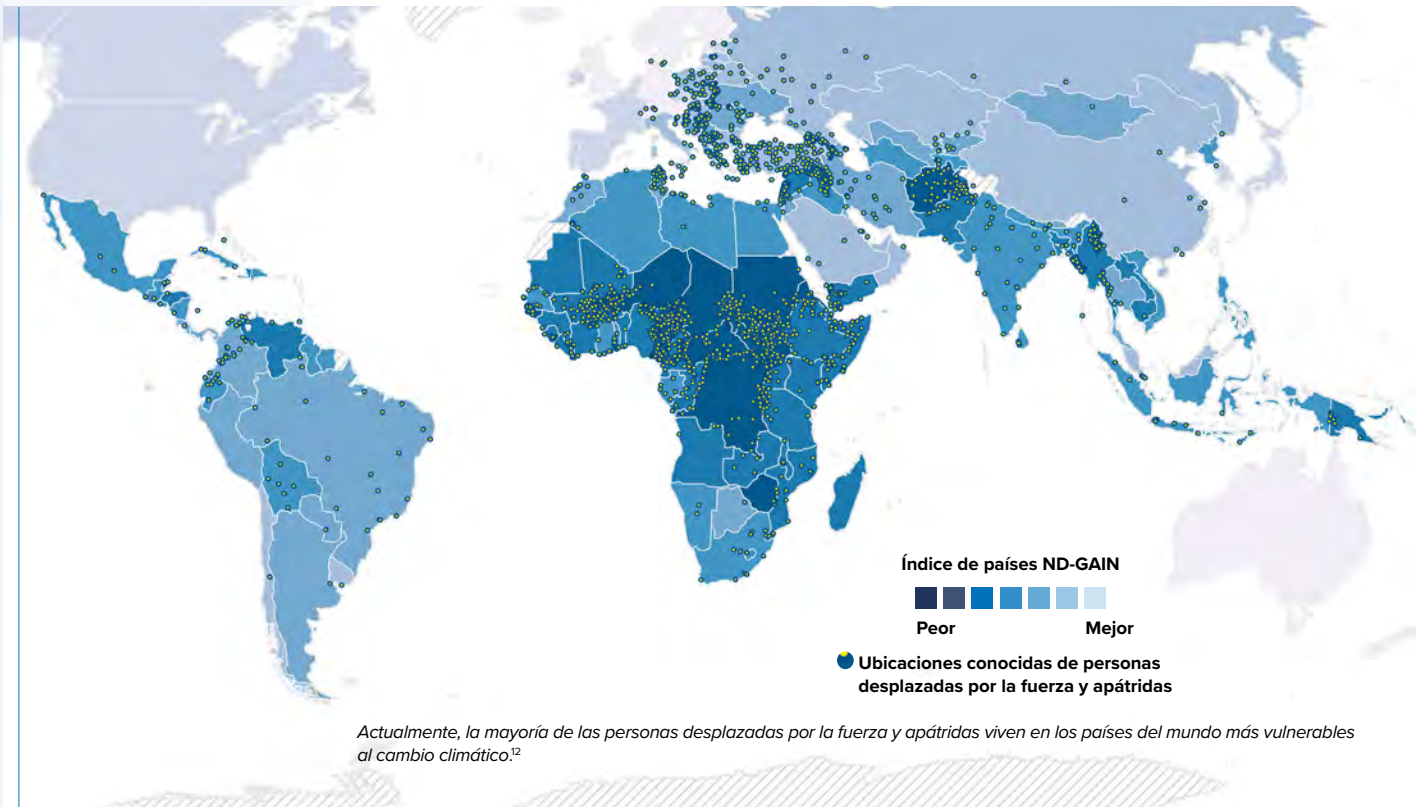 Índice de países ND-GAIN
Peor Mejor
Ubicaciones conocidas de personas
desplazadas por la fuerza y apátridas
Actualmente, la mayoría de las personas desplazadas por la fuerza y apátridas viven en los países del mundo más vulnerables
al cambio climático.¹²